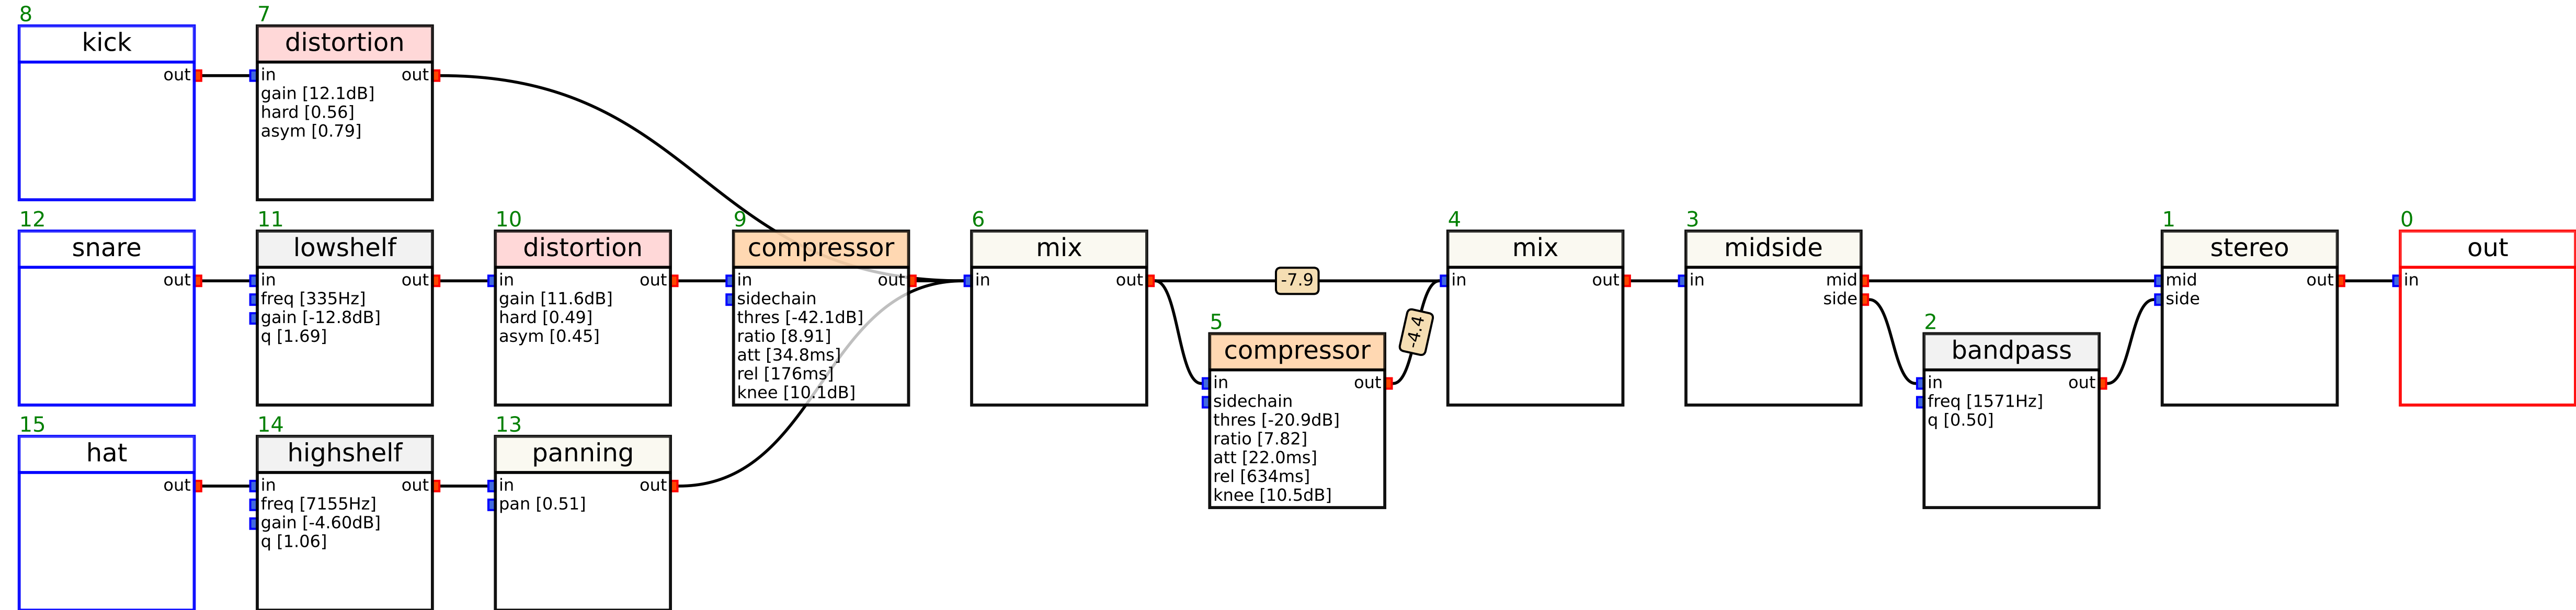 8
kick
out
7
distortion
in out
gain [12.1dB]
hard [0.56]
asym [0.79]
12
snare
out
11
lowshelf
in out
freq [335Hz]
gain [-12.8dB]
q [1.69]
10
distortion
in out
gain [11.6dB]
hard [0.49]
asym [0.45]
9
compressor
in out
sidechain
thres [-42.1dB]
ratio [8.91]
att [34.8ms]
rel [176ms]
knee [10.1dB]
6
mix
in out
-7.9
5
compressor
in out
sidechain
thres [-20.9dB]
ratio [7.82]
att [22.0ms]
rel [634ms]
knee [10.5dB]
-4.4
4
mix
in out
3
midside
in mid
side
2
bandpass
in out
freq [1571Hz]
q [0.50]
1
stereo
mid out
side
0
out
in
15
hat
out
14
highshelf
in out
freq [7155Hz]
gain [-4.60dB]
q [1.06]
13
panning
in out
pan [0.51]